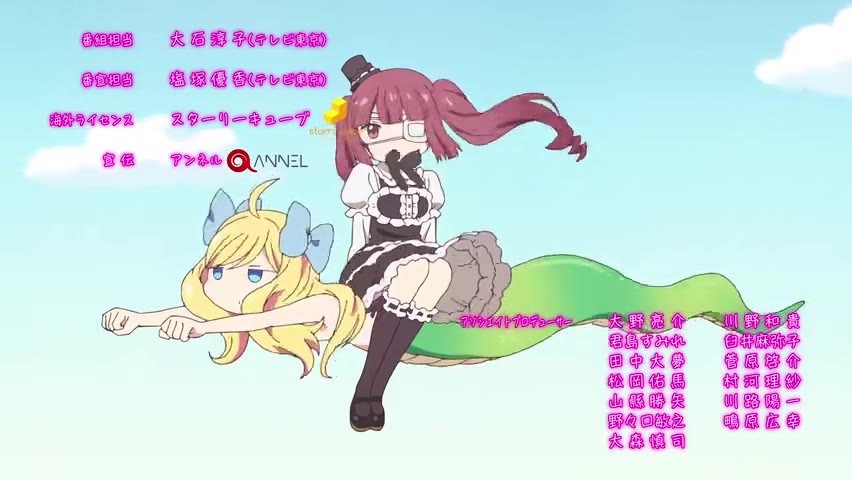 番組担当 大石淳子(テレビ東京)
番宣担当 塩塚優香(テレビ東京)
海外ライセンス スターリーキューブ
宣伝 アンネル ANNEL
アソシエイトプロデューサー 大野亮介 川野和貴
君島すみれ 臼井麻弥子
田中大夢 菅原啓介
松岡佑馬 村河理紗
山縣勝矢 川路陽一
野々口敏之 鴫原広幸
大森慎司